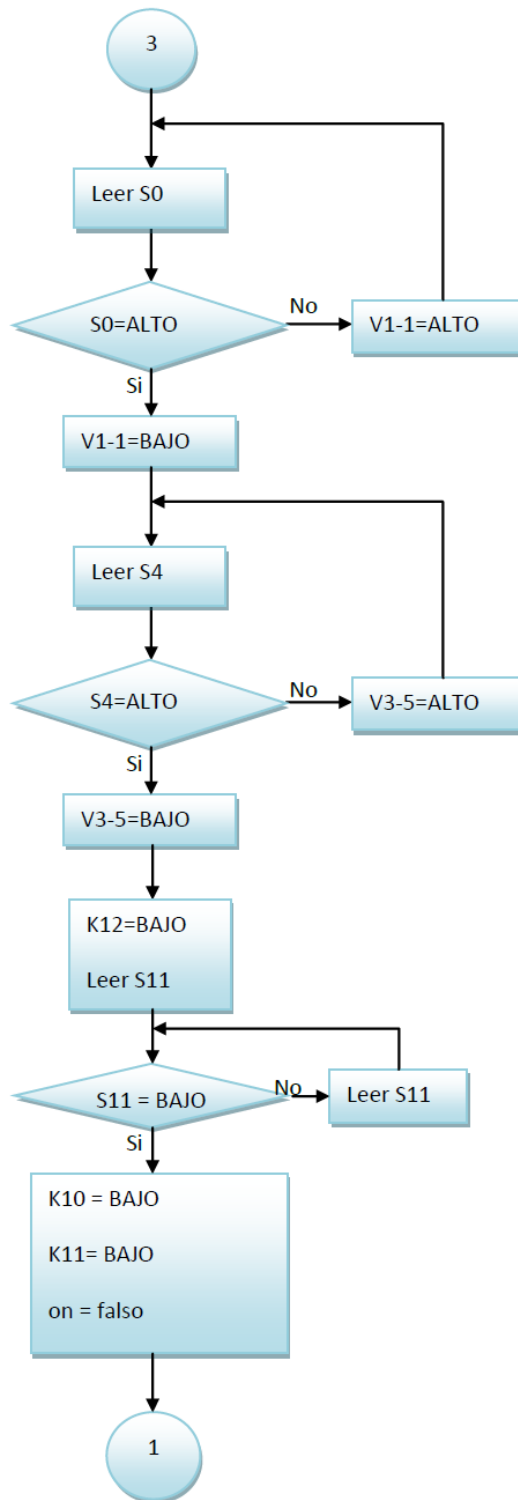 3
Leer S0
S0=ALTO
No
V1-1=ALTO
Si
V1-1=BAJO
Leer S4
S4=ALTO
No
V3-5=ALTO
Si
V3-5=BAJO
K12=BAJO
Leer S11
S11 = BAJO
No
Leer S11
Si
K10 = BAJO
K11= BAJO
on = falso
1